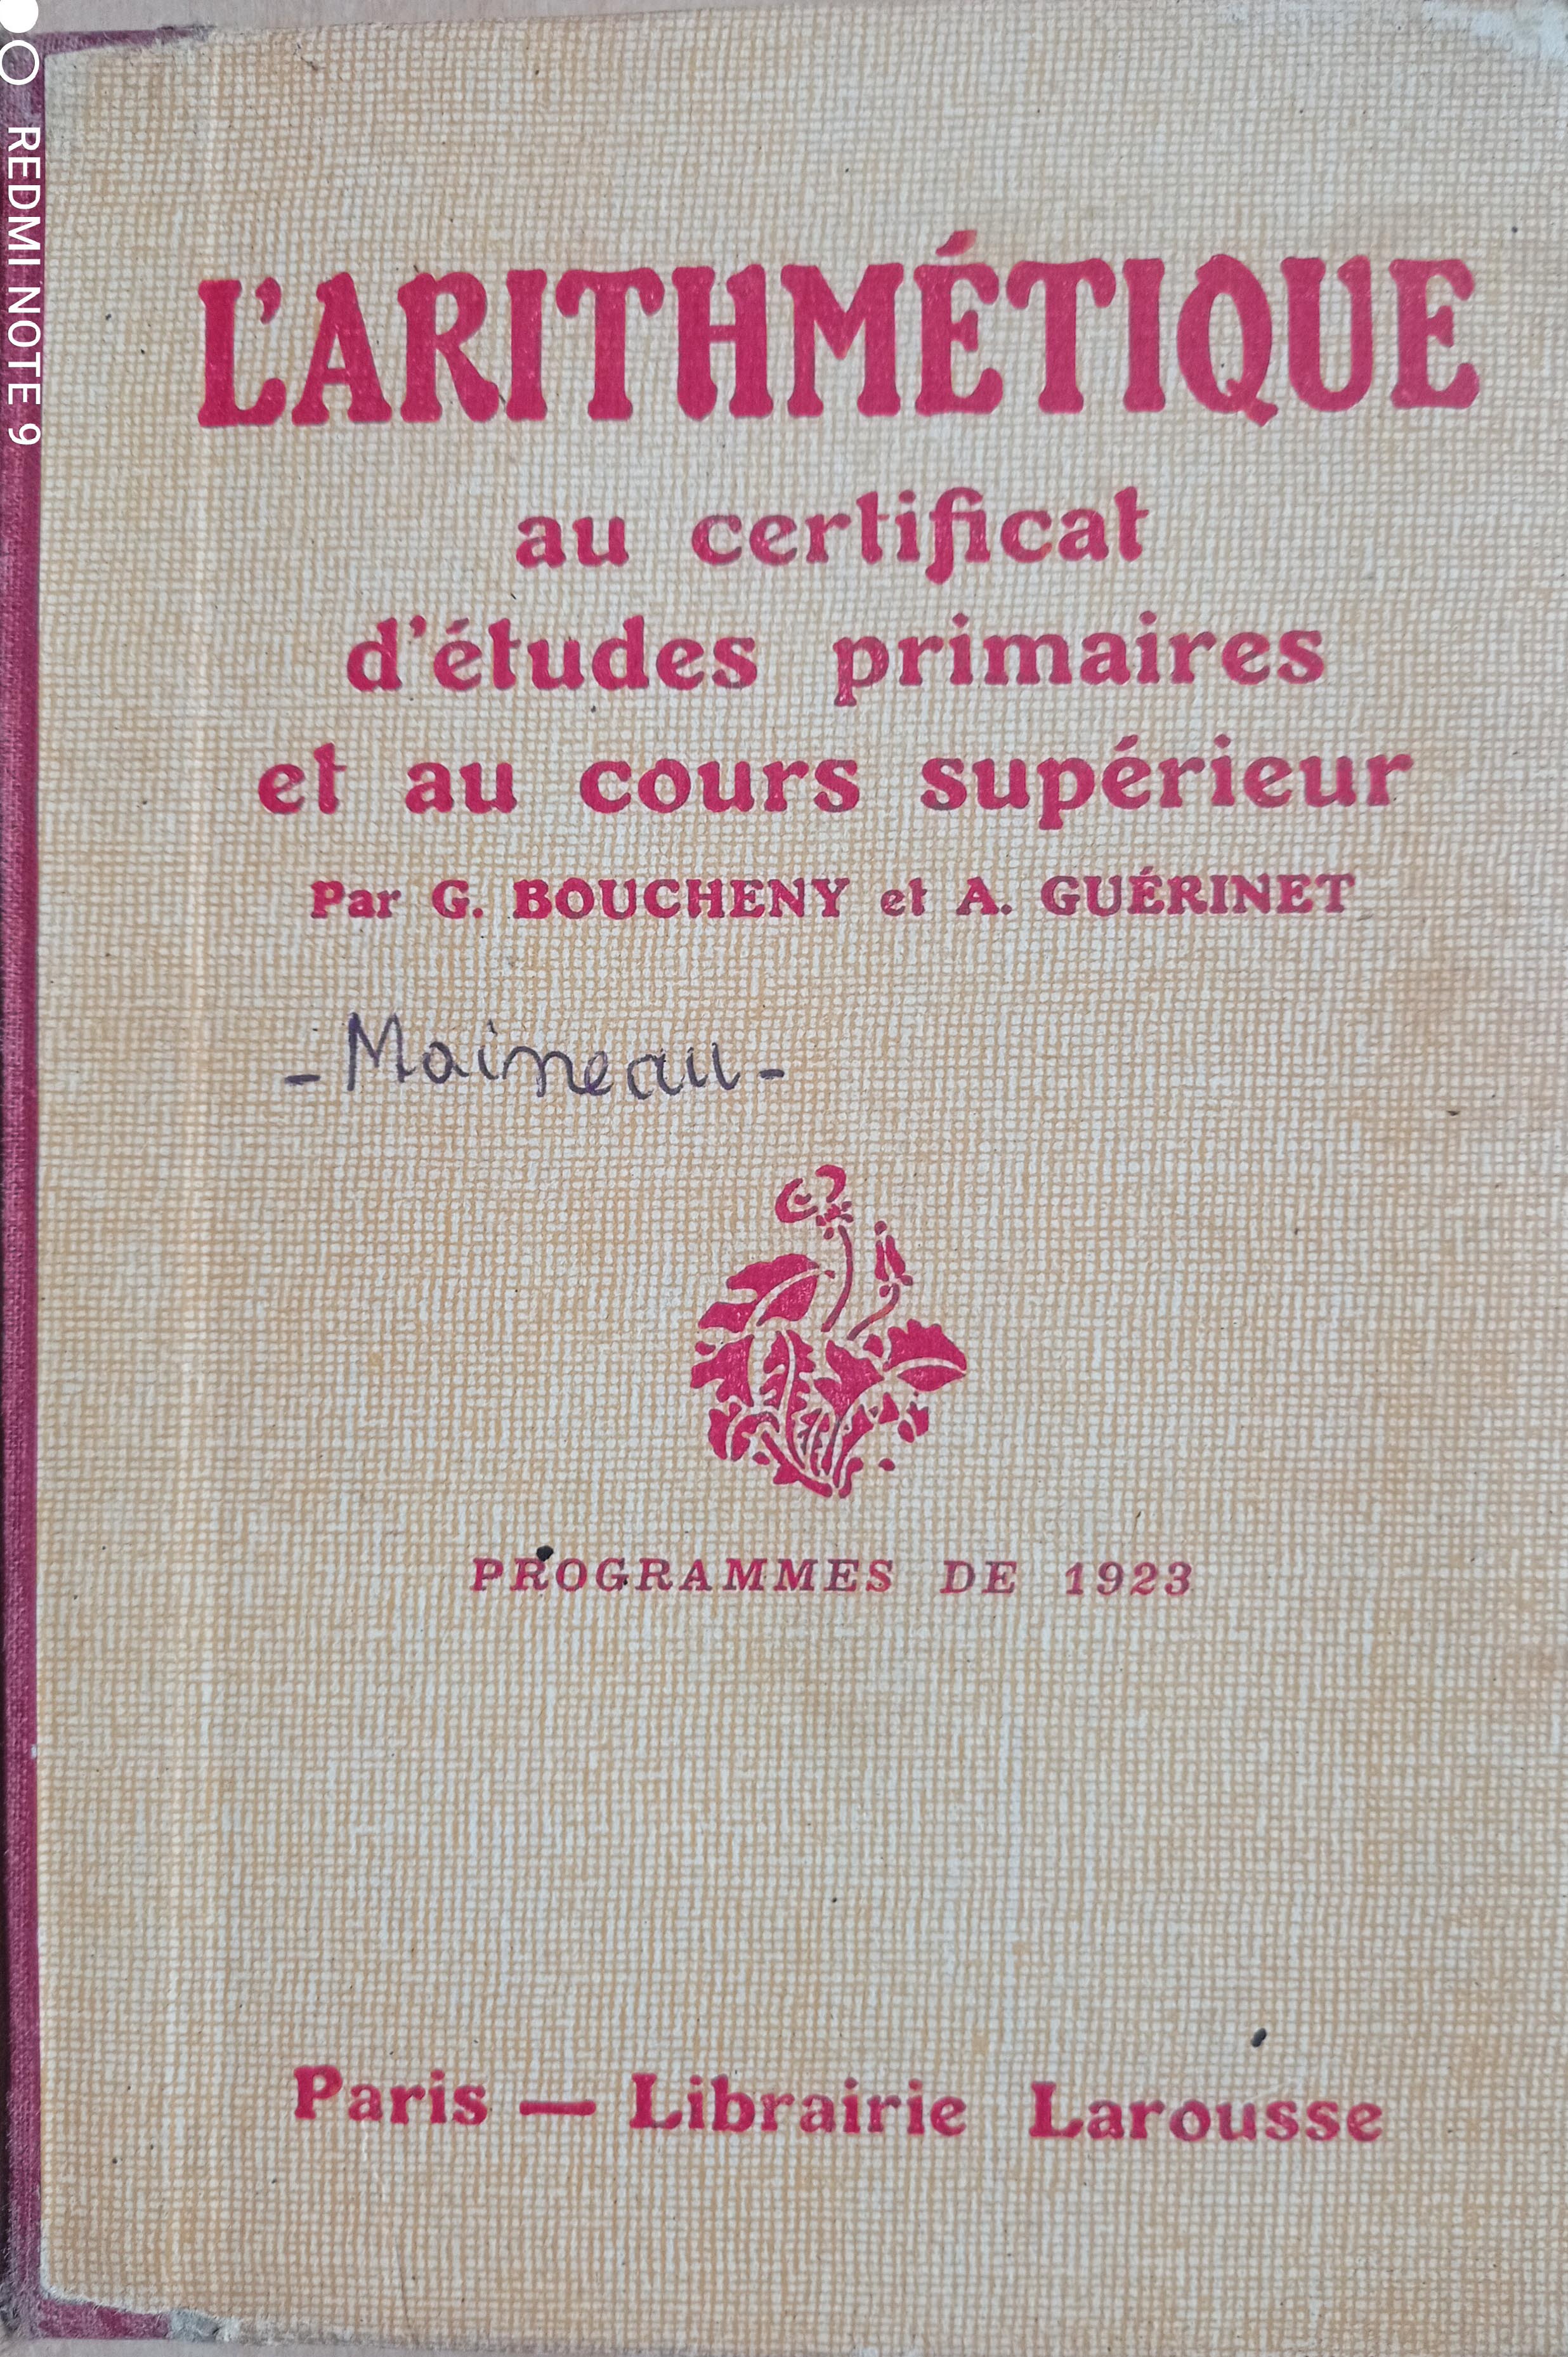 L'ARITHMÉTIQUE
au certificat
d'études primaires
et au cours supérieur
Par G. BOUCHENY et A. GUÉRINET
- Maineau -
PROGRAMMES DE 1923
Paris — Librairie Larousse
REDMI NOTE 9